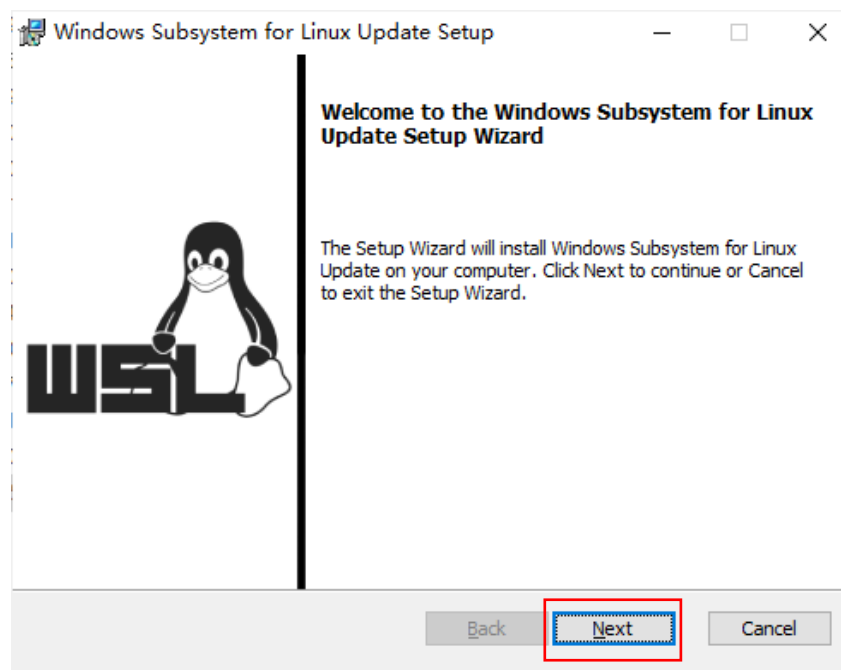 Windows Subsystem for Linux Update Setup
Welcome to the Windows Subsystem for Linux
Update Setup Wizard
The Setup Wizard will install Windows Subsystem for Linux
Update on your computer. Click Next to continue or Cancel
to exit the Setup Wizard.
WSL
Back Next Cancel